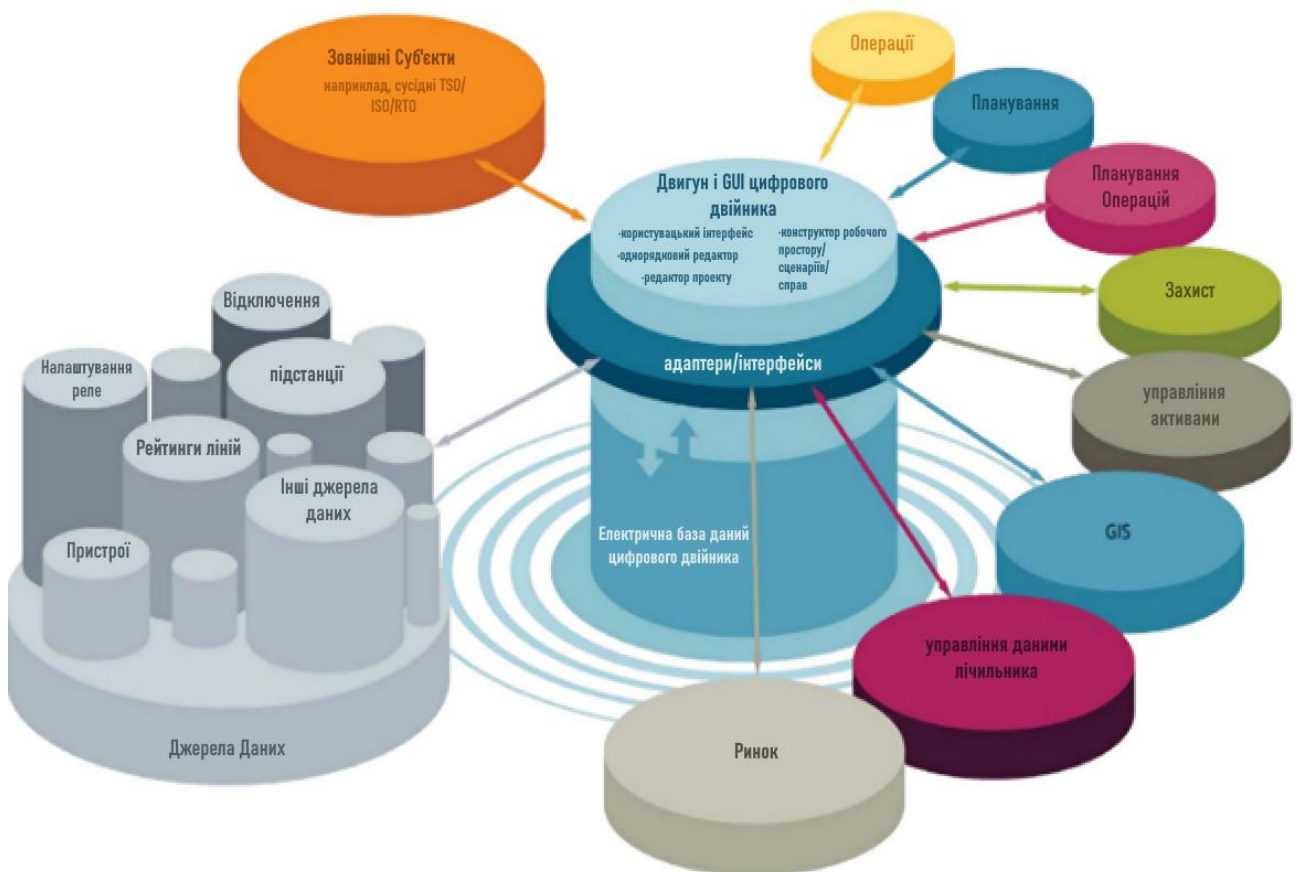 Зовнішні Суб'єкти
наприклад, сусідні TSO/
ISO/RTO
Операції
Планування
Планування
Операцій
Захист
управління
активами
GIS
управління даними
лічильника
Ринок
Двигун і GUI цифрового
двійника
-користувацький інтерфейс
-однорядковий редактор
-редактор проекту
-конструктор робочого
простору/
сценаріїв/
справ
адаптери/інтерфейси
Електрична база даний
цифрового двійника
Відключення
Налаштування
реле
підстанції
Рейтинги ліній
Інші джерела
даних
Пристрої
Джерела Даних